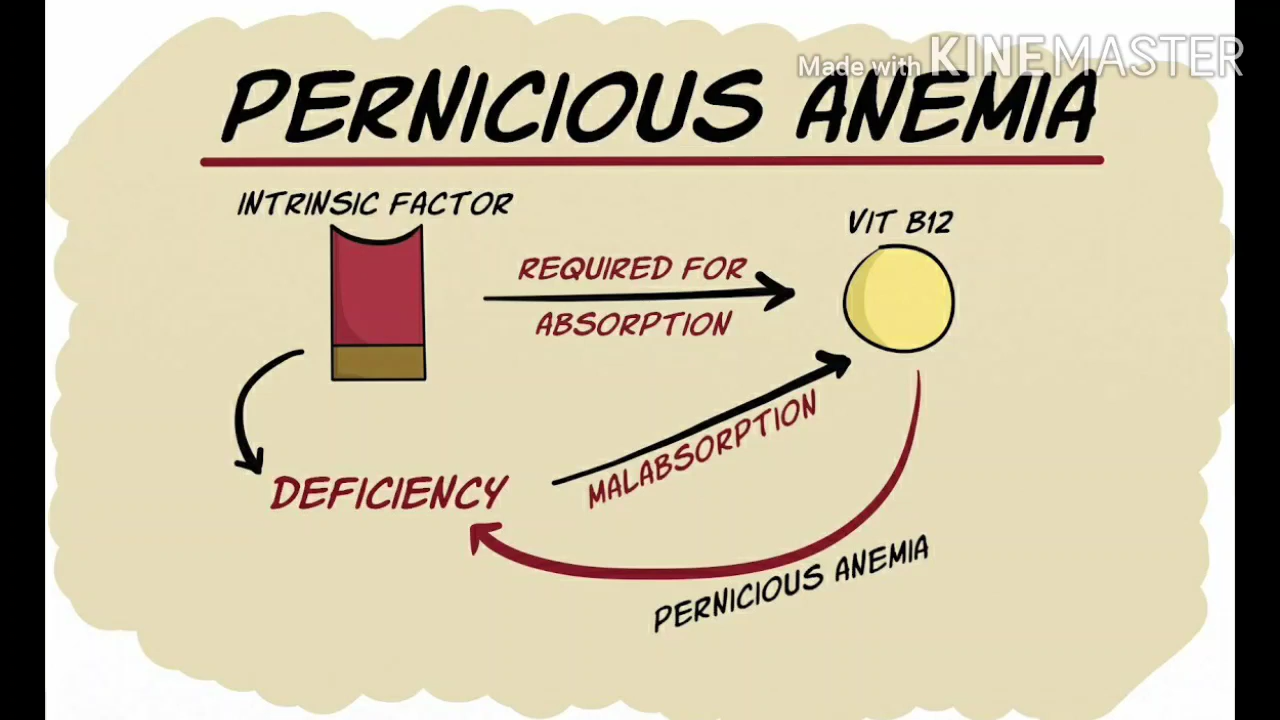 Made with KINEMASTER
PERNICIOUS ANEMIA
INTRINSIC FACTOR
VIT B12
REQUIRED FOR
ABSORPTION
MALABSORPTION
DEFICIENCY
PERNICIOUS ANEMIA